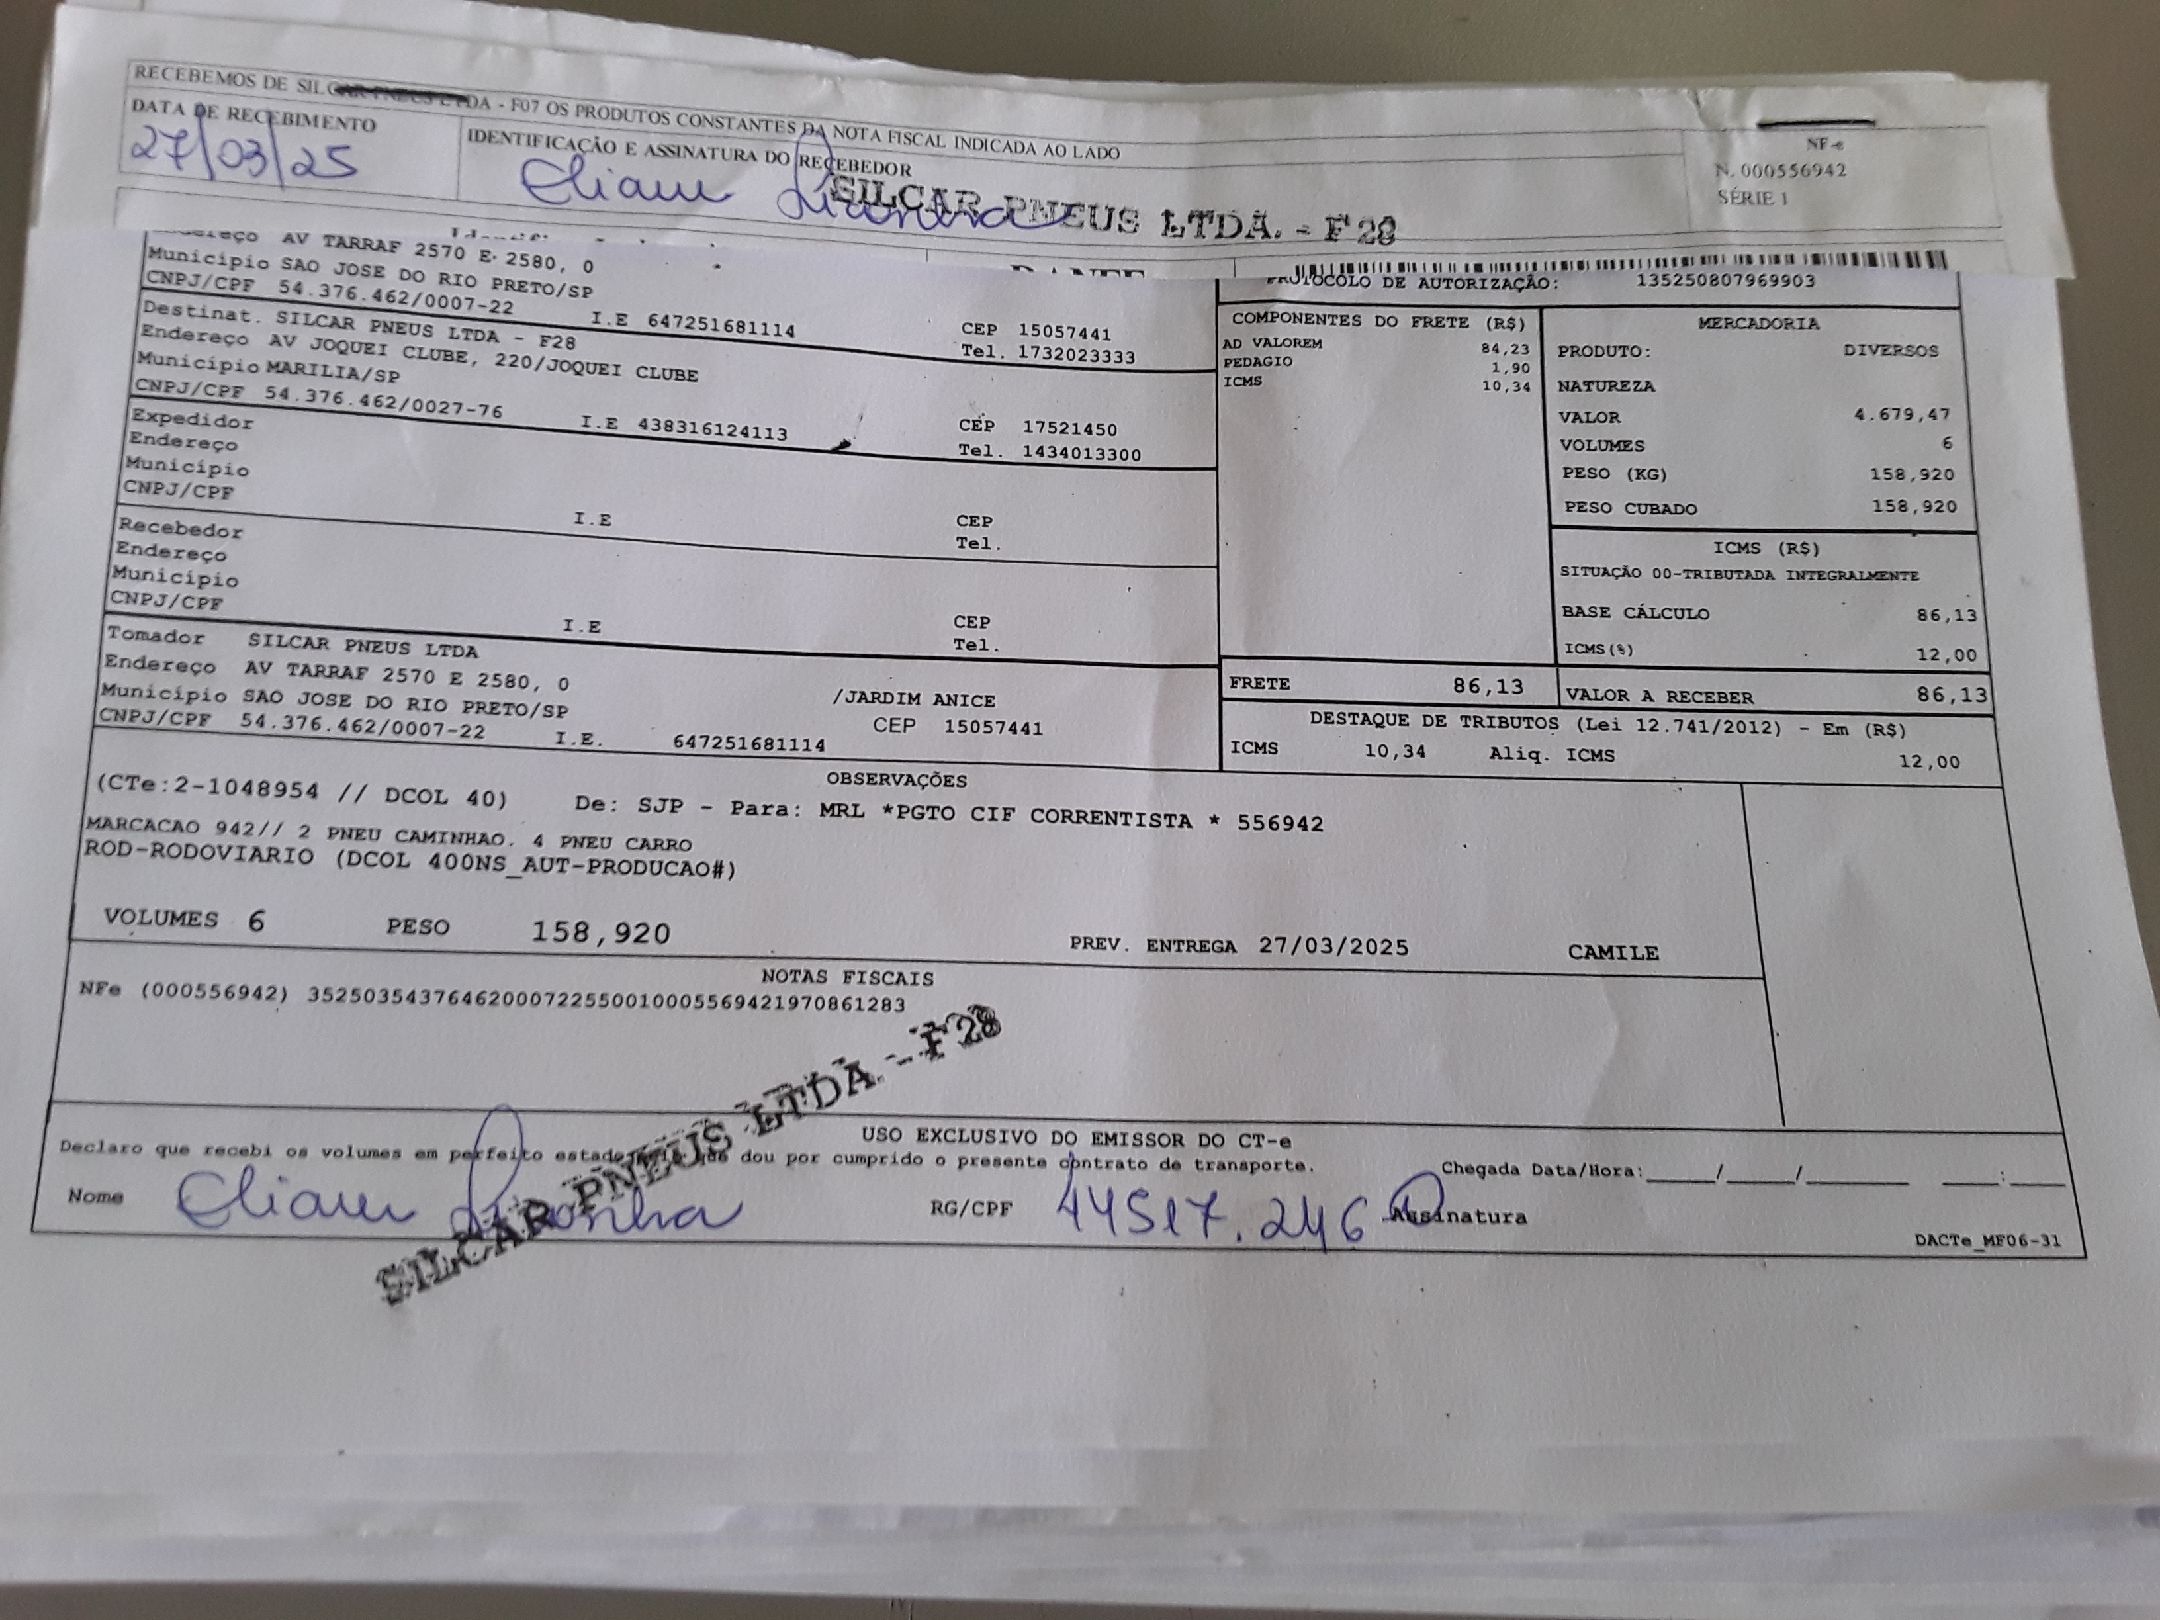 RECEBEMOS DE SILCAR PNEUS LTDA - F07 OS PRODUTOS CONSTANTES DA NOTA FISCAL INDICADA AO LADO
DATA DE RECEBIMENTO
27/03/25
IDENTIFICAÇÃO E ASSINATURA DO RECEBEDOR
SILCAR PNEUS LTDA. - F28
NF-e
N. 000556942
SÉRIE 1
Endereço AV TARRAF 2570 E 2580, 0
Município SAO JOSE DO RIO PRETO/SP
CNPJ/CPF 54.376.462/0007-22 I.E 647251681114
CEP 15057441
Tel. 1732023333
Destinat. SILCAR PNEUS LTDA - F28
Endereço AV JOQUEI CLUBE, 220/JOQUEI CLUBE
Município MARILIA/SP
CNPJ/CPF 54.376.462/0027-76 I.E 438316124113
CEP 17521450
Tel. 1434013300
Expedidor
Endereço
Município
CNPJ/CPF
I.E
CEP
Tel.
Recebedor
Endereço
Município
CNPJ/CPF
I.E
CEP
Tel.
Tomador SILCAR PNEUS LTDA
Endereço AV TARRAF 2570 E 2580, 0 /JARDIM ANICE
Município SAO JOSE DO RIO PRETO/SP CEP 15057441
CNPJ/CPF 54.376.462/0007-22 I.E. 647251681114
PROTOCOLO DE AUTORIZAÇÃO: 135250807969903
COMPONENTES DO FRETE (R$)
AD VALOREM 84,23
PEDAGIO 1,90
ICMS 10,34
MERCADORIA
PRODUTO: DIVERSOS
NATUREZA
VALOR 4.679,47
VOLUMES 6
PESO (KG) 158,920
PESO CUBADO 158,920
ICMS (R$)
SITUAÇÃO 00-TRIBUTADA INTEGRALMENTE
BASE CÁLCULO 86,13
ICMS(%) 12,00
FRETE 86,13
VALOR A RECEBER 86,13
DESTAQUE DE TRIBUTOS (Lei 12.741/2012) - Em (R$)
ICMS 10,34 Aliq. ICMS 12,00
OBSERVAÇÕES
(CTe:2-1048954 // DCOL 40) De: SJP - Para: MRL *PGTO CIF CORRENTISTA * 556942
MARCACAO 942// 2 PNEU CAMINHAO. 4 PNEU CARRO
ROD-RODOVIARIO (DCOL 400NS_AUT-PRODUCAO#)
VOLUMES 6 PESO 158,920
PREV. ENTREGA 27/03/2025 CAMILE
NOTAS FISCAIS
NFe (000556942) 35250354376462000722550010005569421970861283
SILCAR PNEUS LTDA. - F28
USO EXCLUSIVO DO EMISSOR DO CT-e
Declaro que recebi os volumes em perfeito estado dou por cumprido o presente contrato de transporte.
Chegada Data/Hora:____/____/______ ____:____
Nome
RG/CPF 44517.246
Assinatura
DACTe_MF06-31